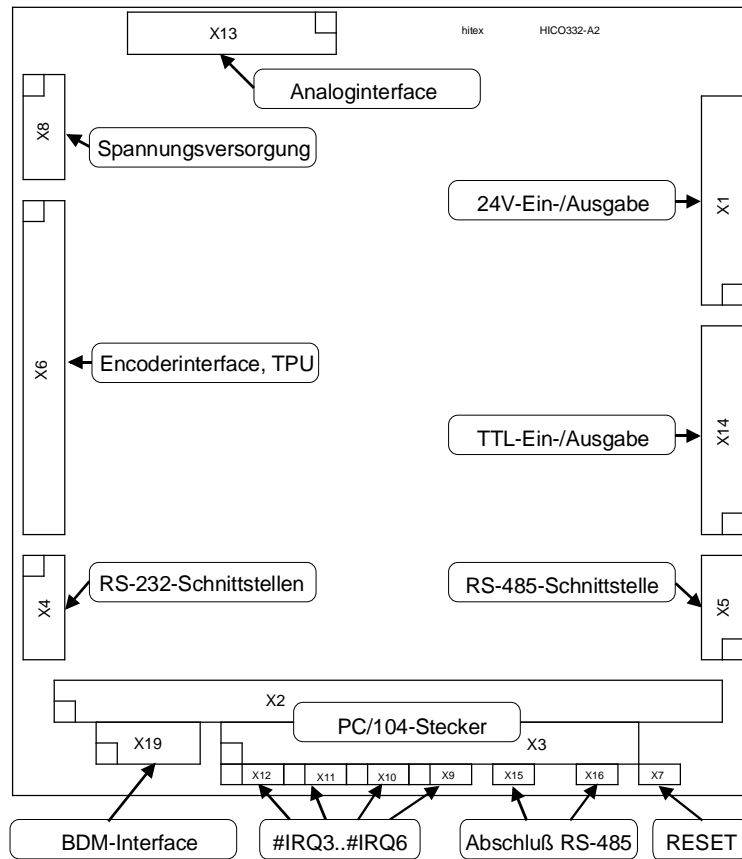 X13
hitex HICO332-A2
Analoginterface
X8
Spannungsversorgung
24V-Ein-/Ausgabe
X1
X6
Encoderinterface, TPU
TTL-Ein-/Ausgabe
X14
X4
RS-232-Schnittstellen
RS-485-Schnittstelle
X5
X2
PC/104-Stecker
X19
X3
X12 X11 X10 X9 X15 X16 X7
BDM-Interface
#IRQ3..#IRQ6
Abschluß RS-485
RESET